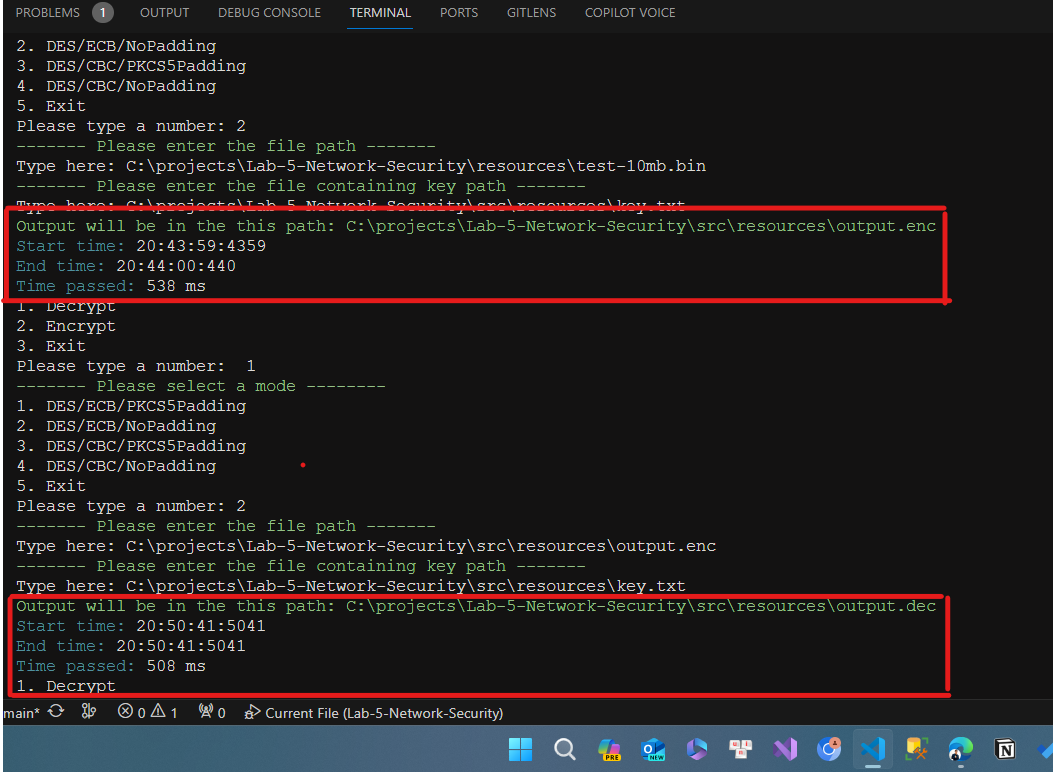 PROBLEMS 1 OUTPUT DEBUG CONSOLE TERMINAL PORTS GITLENS COPILOT VOICE
2. DES/ECB/NoPadding
3. DES/CBC/PKCS5Padding
4. DES/CBC/NoPadding
5. Exit
Please type a number: 2
------- Please enter the file path -------
Type here: C:\projects\Lab-5-Network-Security\resources\test-10mb.bin
------- Please enter the file containing key path -------
Type here: C:\projects\Lab-5-Network-Security\src\resources\key.txt
Output will be in the this path: C:\projects\Lab-5-Network-Security\src\resources\output.enc
Start time: 20:43:59:4359
End time: 20:44:00:440
Time passed: 538 ms
1. Decrypt
2. Encrypt
3. Exit
Please type a number:  1
------- Please select a mode --------
1. DES/ECB/PKCS5Padding
2. DES/ECB/NoPadding
3. DES/CBC/PKCS5Padding
4. DES/CBC/NoPadding
5. Exit
Please type a number: 2
------- Please enter the file path -------
Type here: C:\projects\Lab-5-Network-Security\src\resources\output.enc
------- Please enter the file containing key path -------
Type here: C:\projects\Lab-5-Network-Security\src\resources\key.txt
Output will be in the this path: C:\projects\Lab-5-Network-Security\src\resources\output.dec
Start time: 20:50:41:5041
End time: 20:50:41:5041
Time passed: 508 ms
1. Decrypt
main* 0 1 0 Current File (Lab-5-Network-Security)
PRE NEW